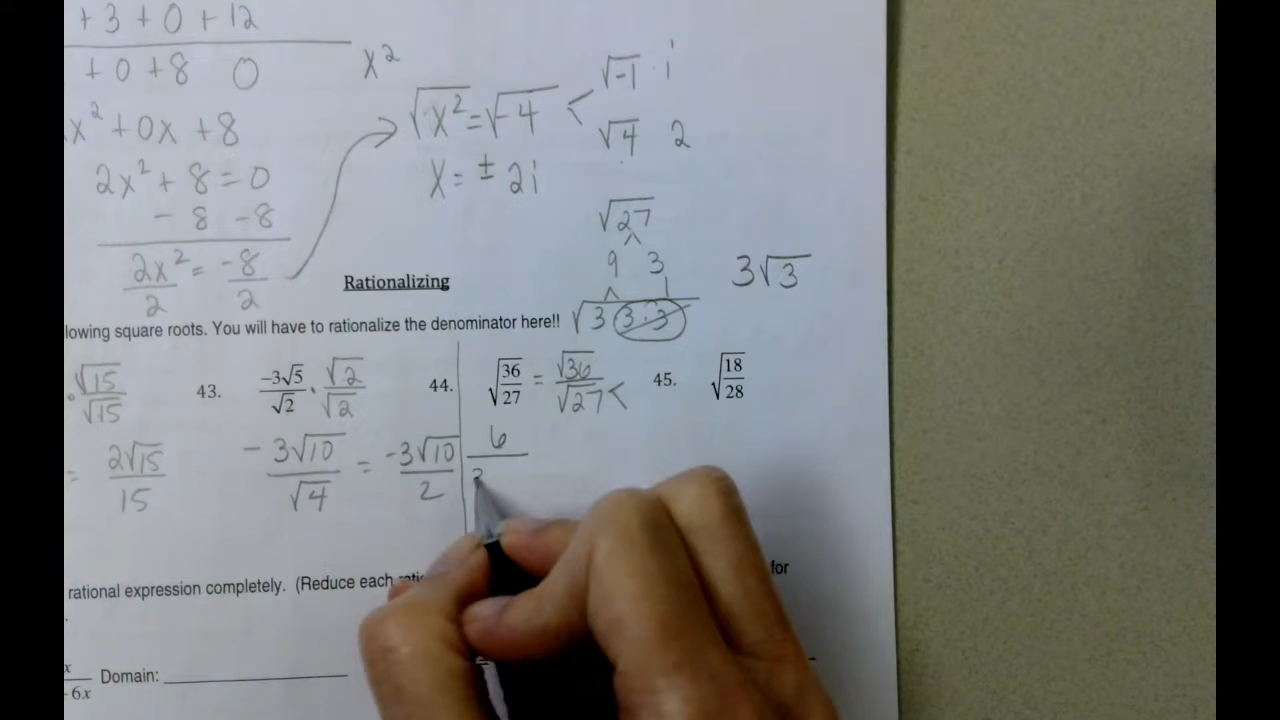 + 3 + 0 + 12
+ 0 + 8 0
x²
x² + 0x + 8
2x² + 8 = 0
- 8 - 8
2x²/2 = -8/2
√x² = √-4 < √-1 · i
√4 2
x = ± 2i
√27
9 3
√3 3·3
3√3
Rationalizing
lowing square roots. You will have to rationalize the denominator here!!
· √15/√15
= 2√15/15
43. -3√5/√2 · √2/√2
-3√10/√4 = -3√10/2
44. √36/27 = √36/√27 <
6
3
45. √18/28
rational expression completely. (Reduce each
for
x/-6x Domain: ____________